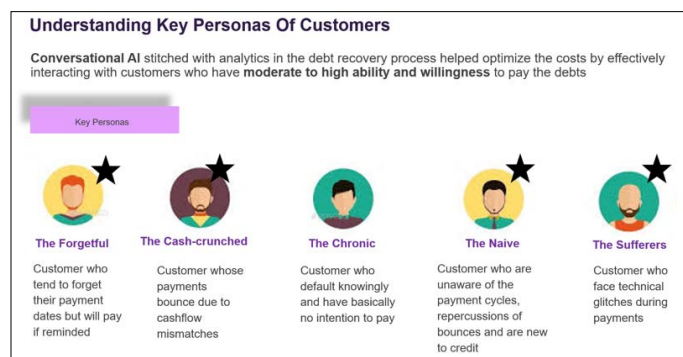 Understanding Key Personas Of Customers
Conversational AI stitched with analytics in the debt recovery process helped optimize the costs by effectively
interacting with customers who have moderate to high ability and willingness to pay the debts
Key Personas
The Forgetful
Customer who
tend to forget
their payment
dates but will pay
if reminded
The Cash-crunched
Customer whose
payments
bounce due to
cashflow
mismatches
The Chronic
Customer who
default knowingly
and have basically
no intention to pay
The Naive
Customer who are
unaware of the
payment cycles,
repercussions of
bounces and are new
to credit
The Sufferers
Customer who
face technical
glitches during
payments